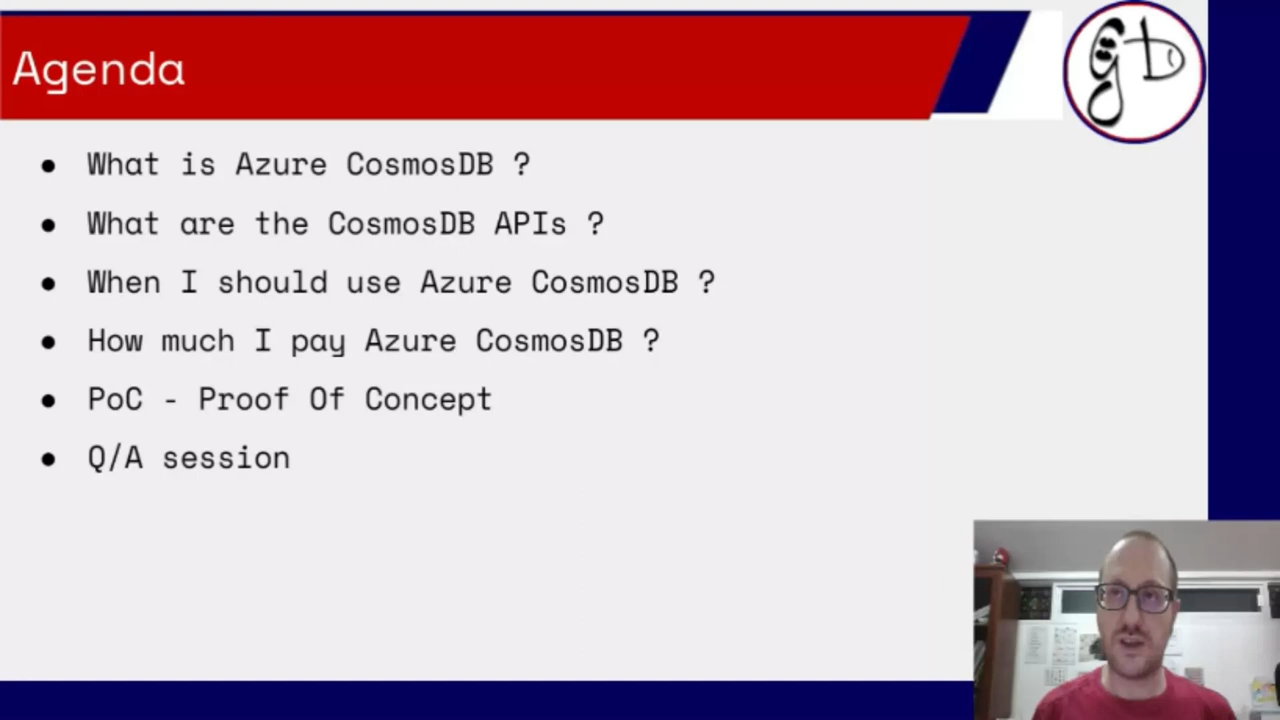 Agenda
GD
● What is Azure CosmosDB ?
● What are the CosmosDB APIs ?
● When I should use Azure CosmosDB ?
● How much I pay Azure CosmosDB ?
● PoC - Proof Of Concept
● Q/A session